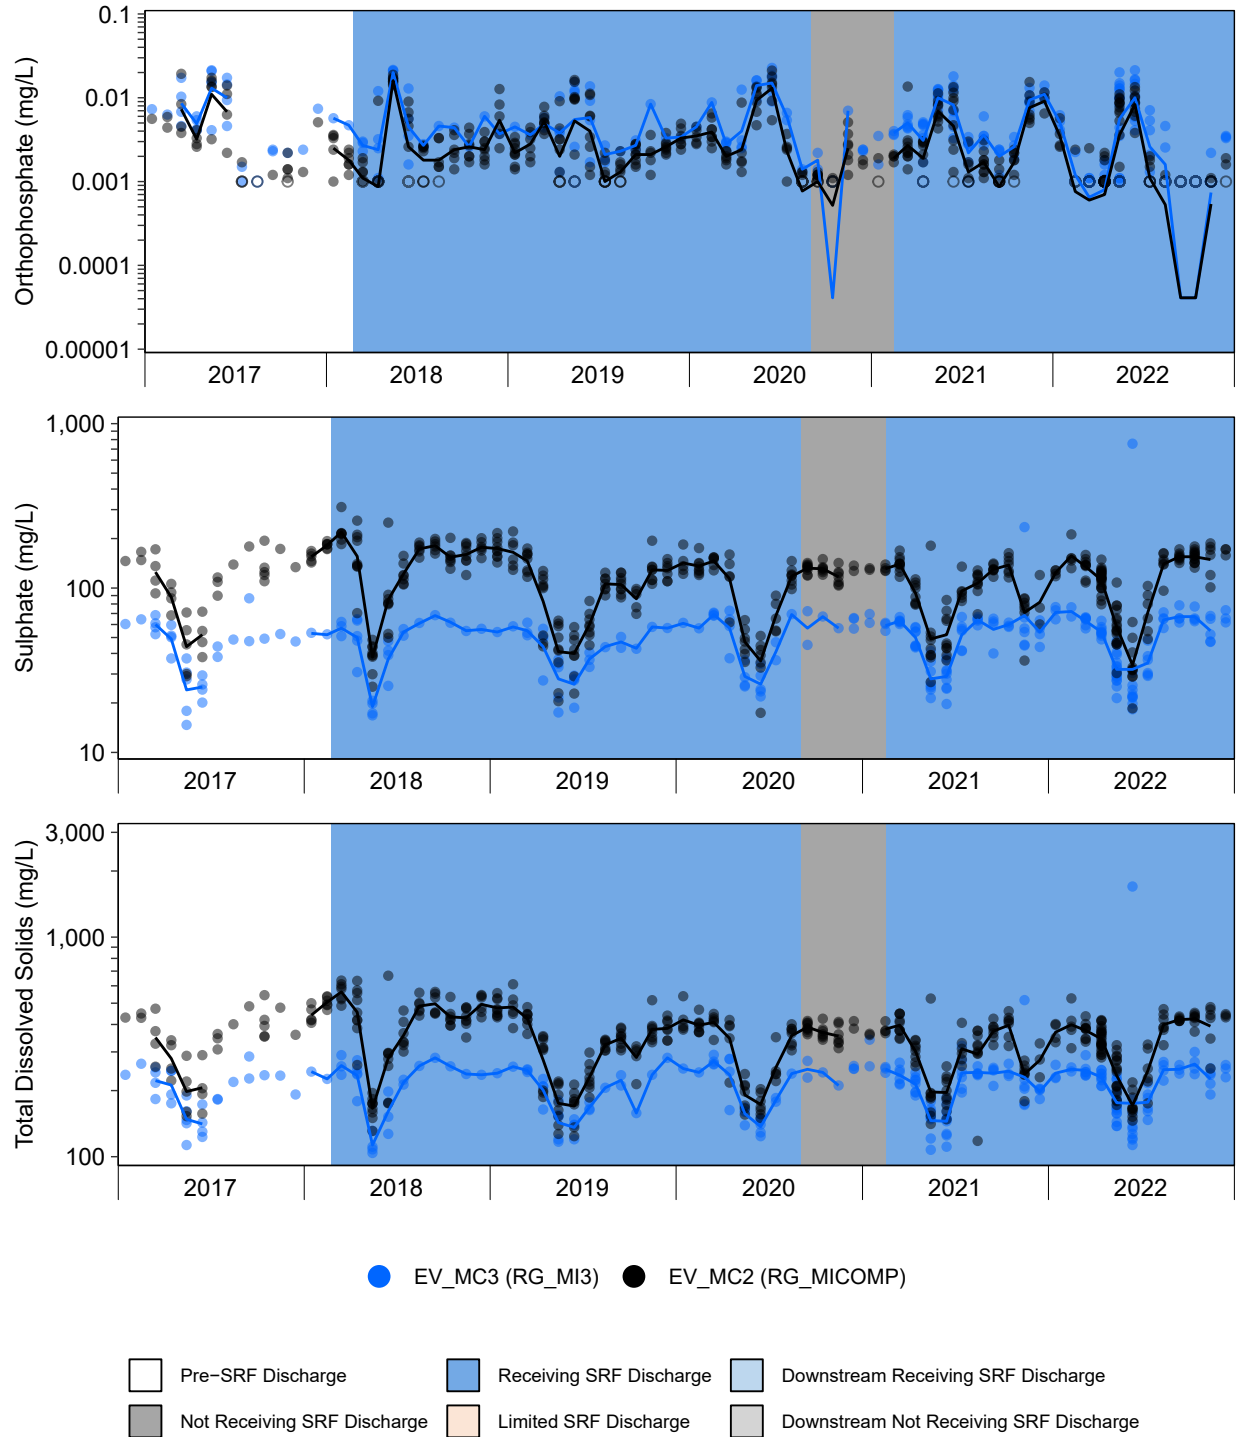 Orthophosphate (mg/L)
0.1
0.01
0.001
0.0001
0.00001
2017 2018 2019 2020 2021 2022
Sulphate (mg/L)
1,000
100
10
2017 2018 2019 2020 2021 2022
Total Dissolved Solids (mg/L)
3,000
1,000
100
2017 2018 2019 2020 2021 2022
EV_MC3 (RG_MI3) EV_MC2 (RG_MICOMP)
Pre−SRF Discharge Receiving SRF Discharge Downstream Receiving SRF Discharge
Not Receiving SRF Discharge Limited SRF Discharge Downstream Not Receiving SRF Discharge